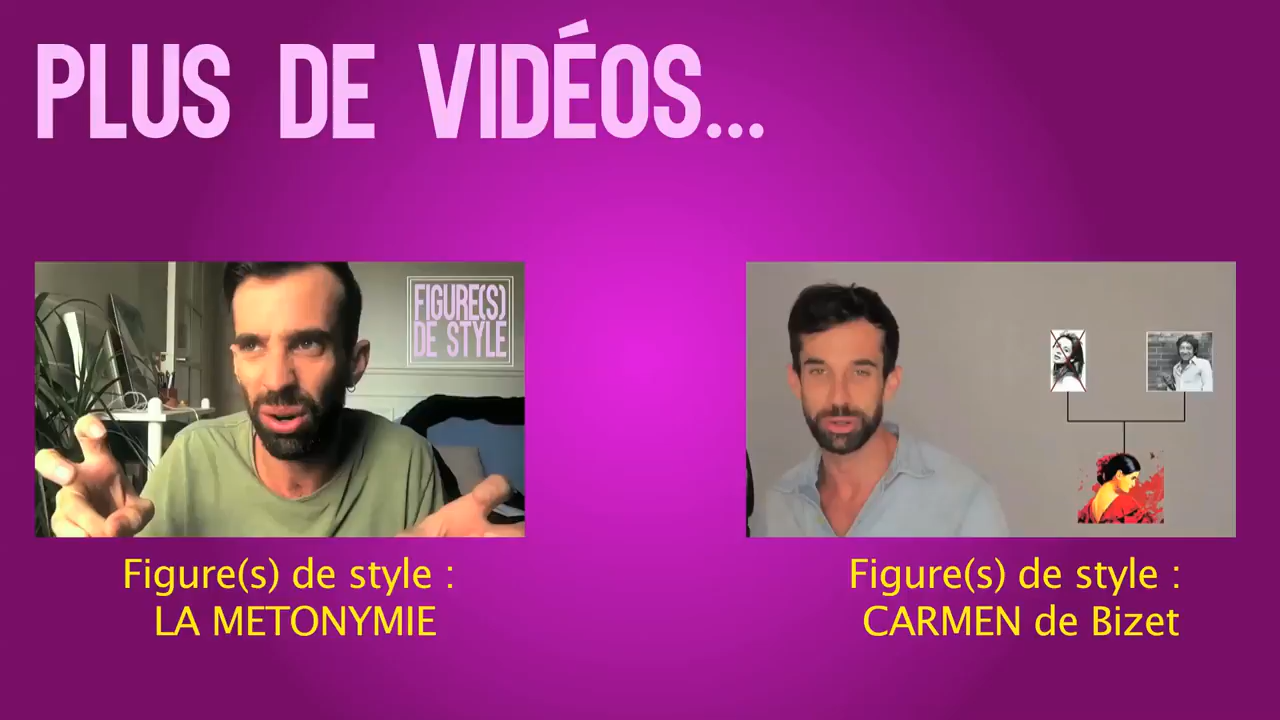 PLUS DE VIDÉOS...
FIGURE(S)
DE STYLE
Figure(s) de style :
LA METONYMIE
Figure(s) de style :
CARMEN de Bizet